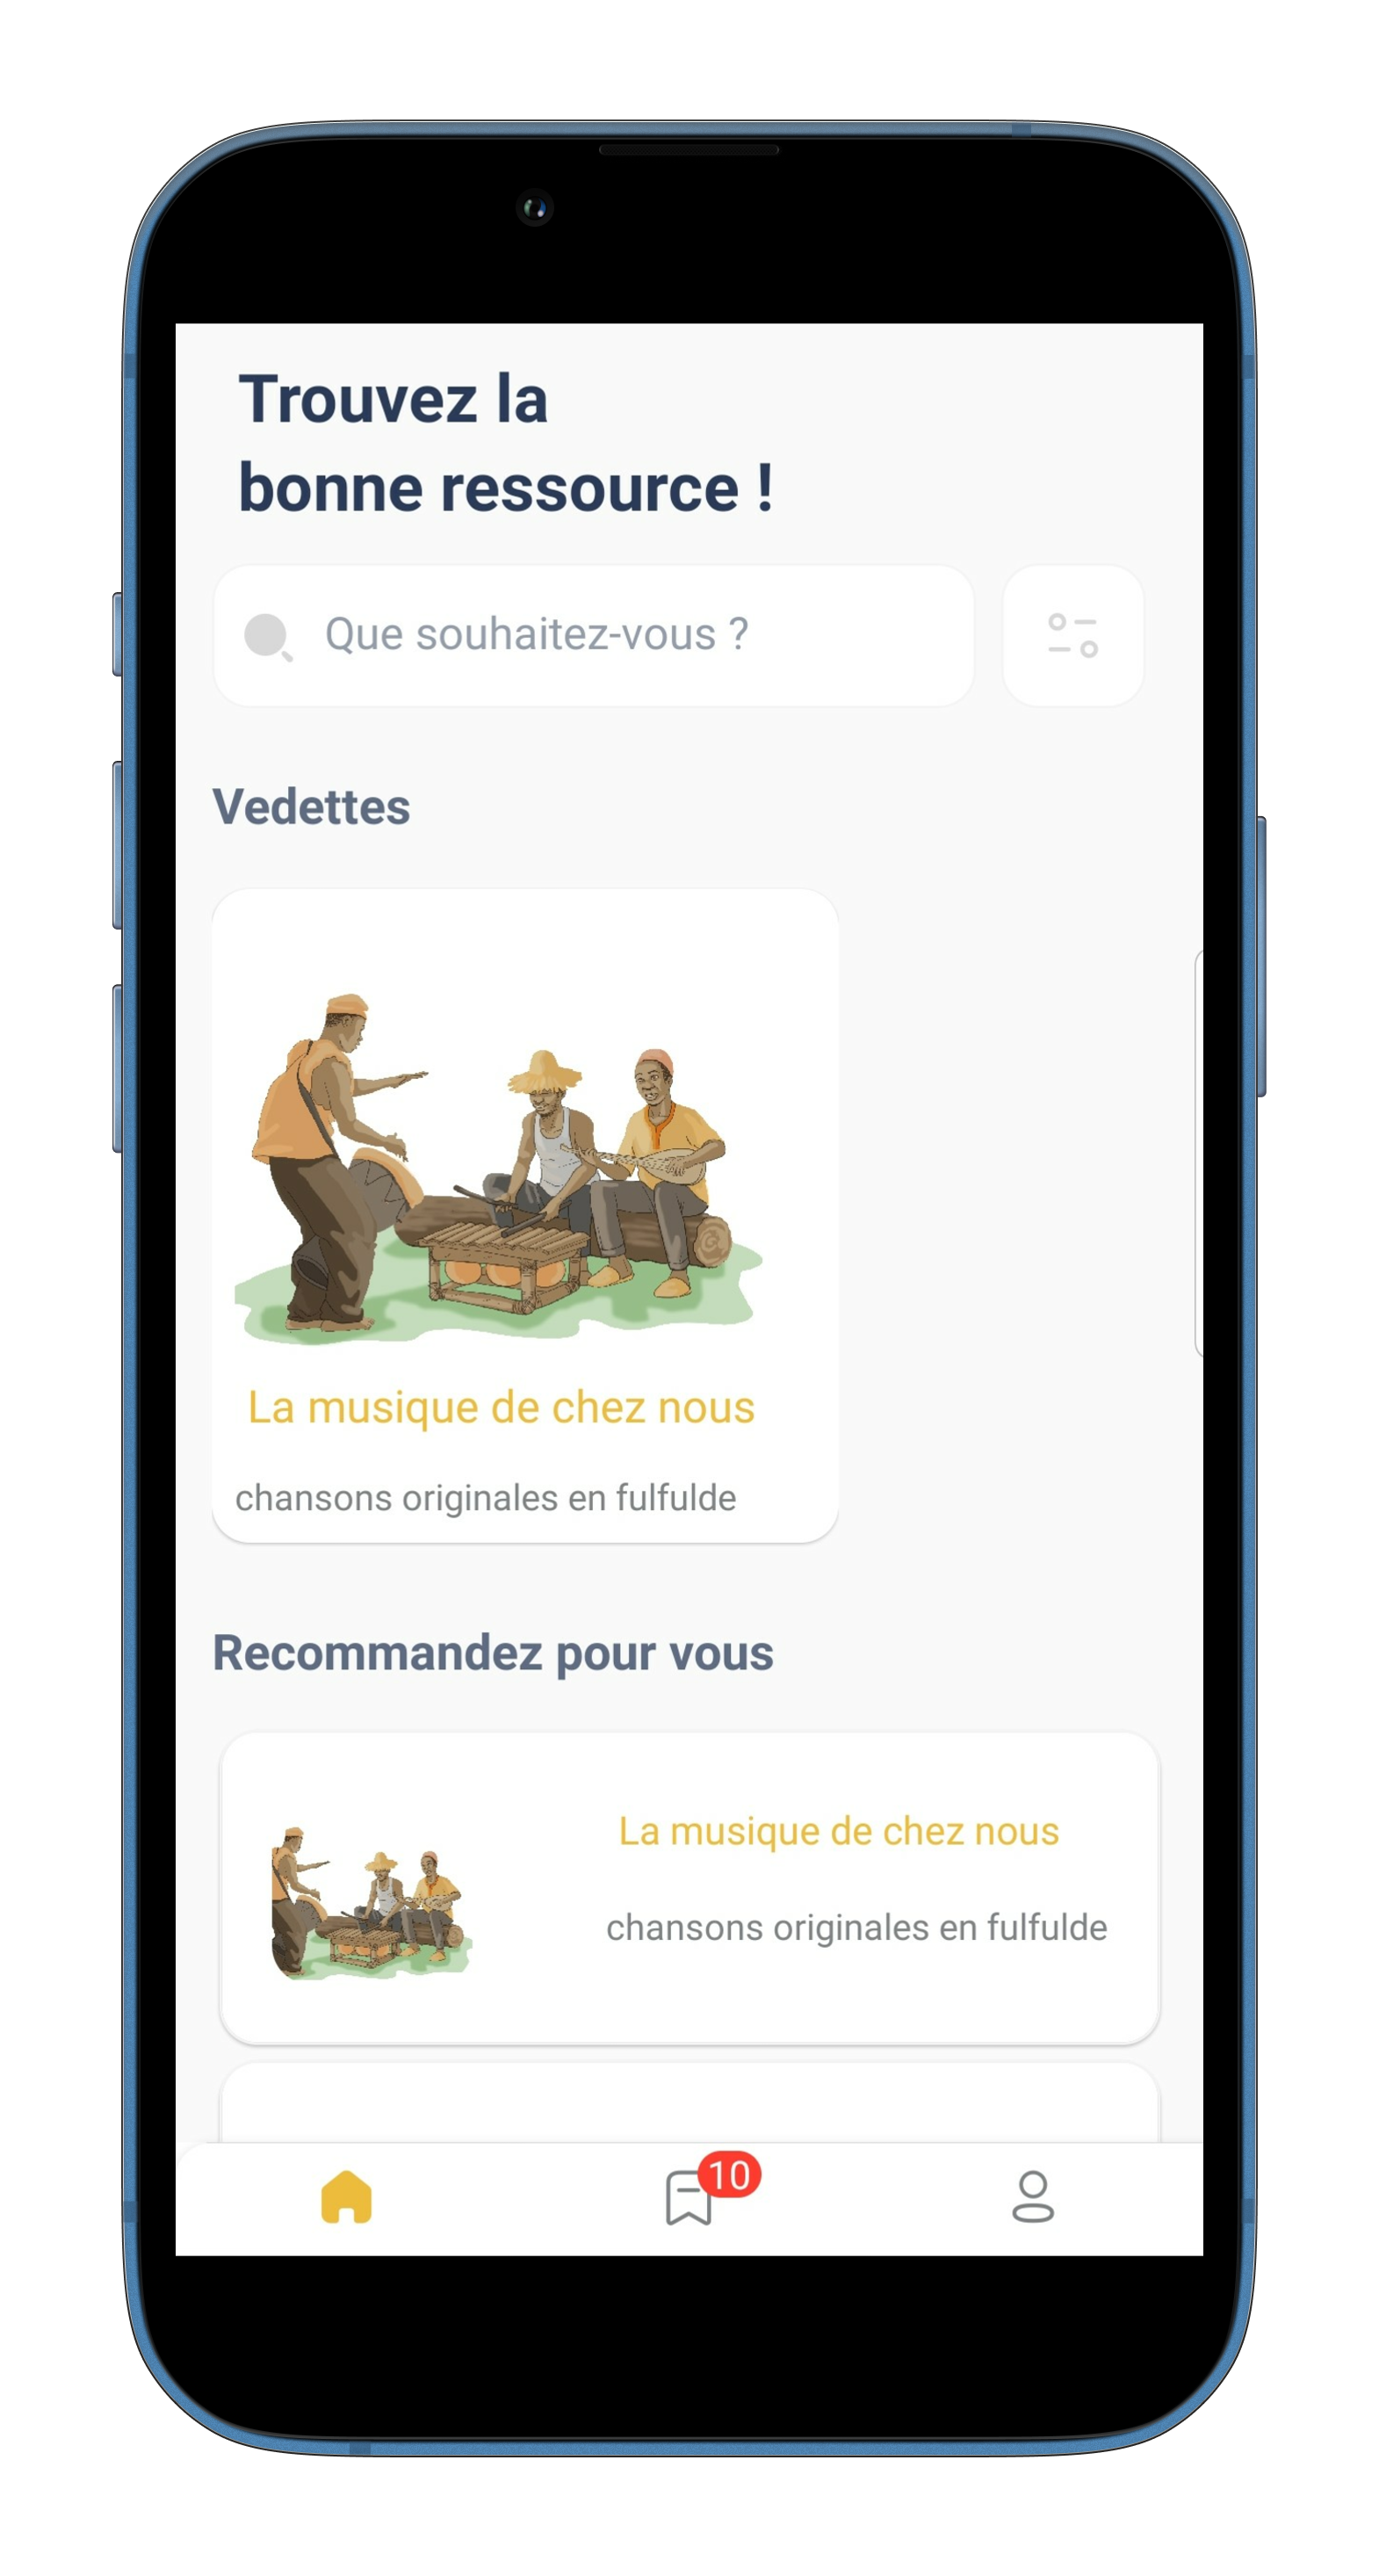 Trouvez la
bonne ressource !
Que souhaitez-vous ?
Vedettes
La musique de chez nous
chansons originales en fulfulde
Recommandez pour vous
La musique de chez nous
chansons originales en fulfulde
10